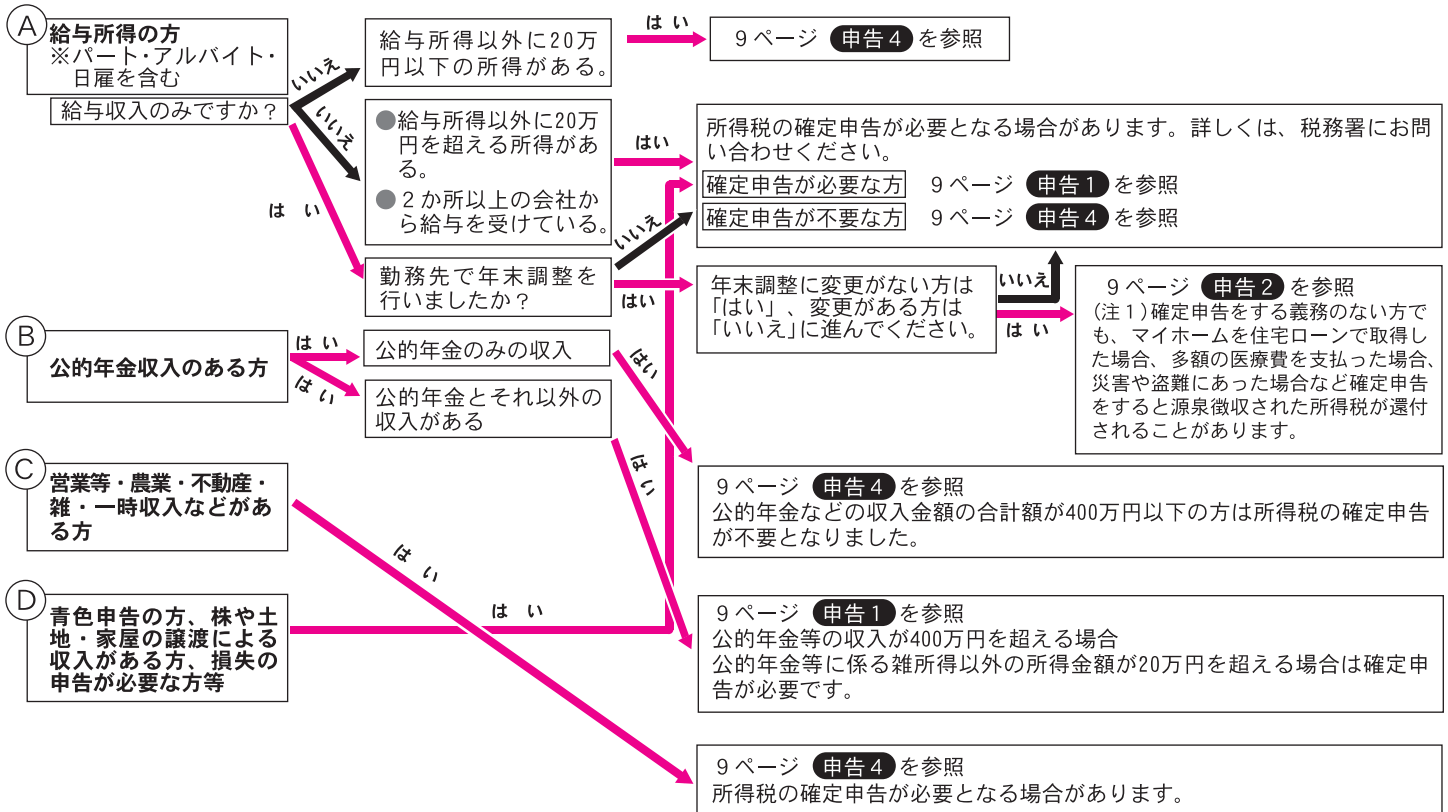 A
給与所得の方
※パート・アルバイト・
日雇を含む
給与収入のみですか？
いいえ
いいえ
は い
給与所得以外に20万
円以下の所得がある。
は い
9ページ 申告4 を参照
●給与所得以外に20万
円を超える所得があ
る。
●2か所以上の会社か
ら給与を受けている。
はい
所得税の確定申告が必要となる場合があります。詳しくは、税務署にお問
い合わせください。
確定申告が必要な方 9ページ 申告1 を参照
確定申告が不要な方 9ページ 申告4 を参照
勤務先で年末調整を
行いましたか？
いいえ
はい
年末調整に変更がない方は
「はい」、変更がある方は
「いいえ」に進んでください。
いいえ
は い
9ページ 申告2 を参照
(注1)確定申告をする義務のない方で
も、マイホームを住宅ローンで取得し
た場合、多額の医療費を支払った場合、
災害や盗難にあった場合など確定申告
をすると源泉徴収された所得税が還付
されることがあります。
B
公的年金収入のある方
は い
は い
公的年金のみの収入
はい
公的年金とそれ以外の
収入がある
は い
9ページ 申告4 を参照
公的年金などの収入金額の合計額が400万円以下の方は所得税の確定申告
が不要となりました。
C
営業等・農業・不動産・
雑・一時収入などがあ
る方
は い
D
青色申告の方、株や土
地・家屋の譲渡による
収入がある方、損失の
申告が必要な方等
は い
9ページ 申告1 を参照
公的年金等の収入が400万円を超える場合
公的年金等に係る雑所得以外の所得金額が20万円を超える場合は確定申
告が必要です。
9ページ 申告4 を参照
所得税の確定申告が必要となる場合があります。